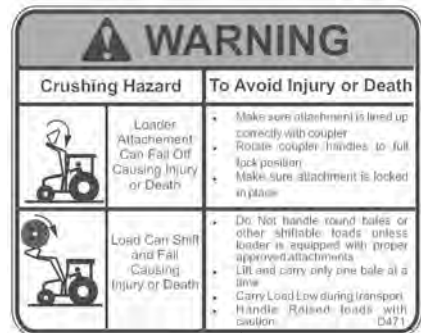 WARNING
Crushing Hazard
To Avoid Injury or Death
Loader
Attachement
Can Fall Off
Causing Injury
or Death
Make sure attachment is lined up
correctly with coupler
Rotate coupler handles to full
lock position
Make sure attachment is locked
in place
Load Can Shift
and Fall
Causing
Injury or Death
Do Not handle round bales or
other shiftable loads unless
loader is equipped with proper
approved attachments
Lift and carry only one bale at a
time
Carry Load Low during transport
Handle Raised loads with
caution D471